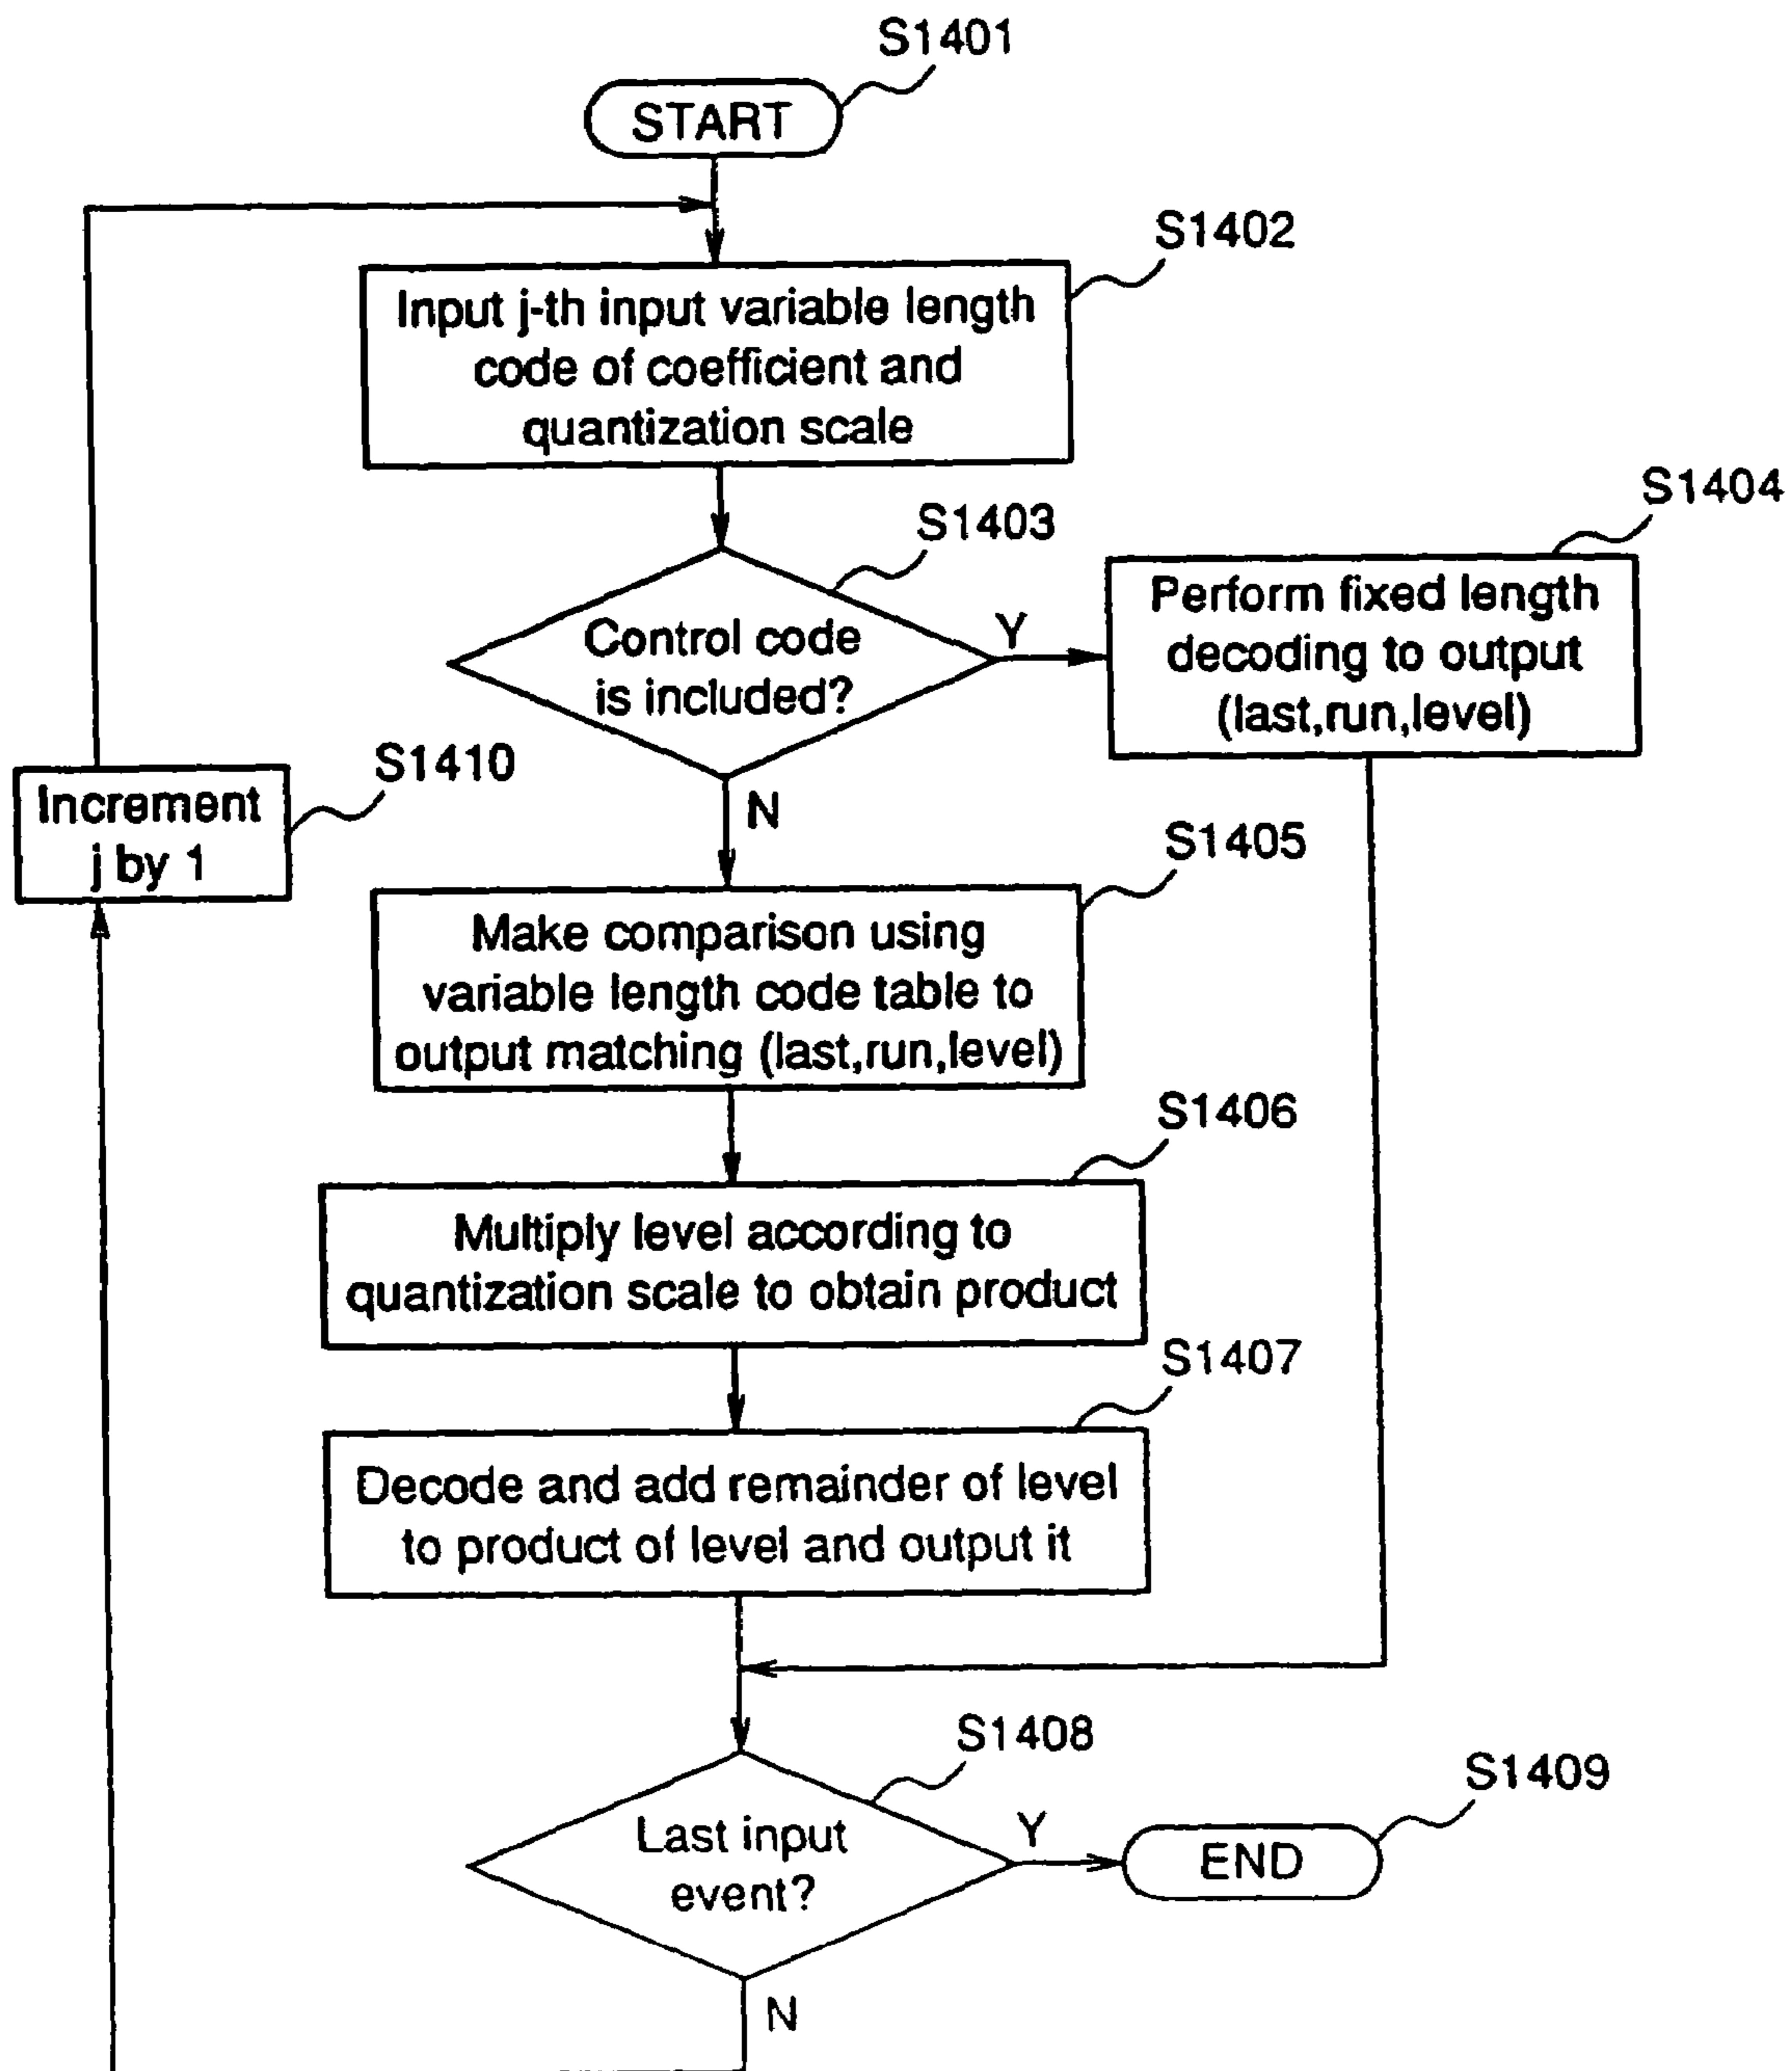 S1401
START
S1402
Input j-th input variable length
code of coefficient and
quantization scale
S1403
Control code
is included?
Y
S1404
Perform fixed length
decoding to output
(last,run,level)
N
S1410
Increment
j by 1
S1405
Make comparison using
variable length code table to
output matching (last,run,level)
S1406
Multiply level according to
quantization scale to obtain product
S1407
Decode and add remainder of level
to product of level and output it
S1408
Last input
event?
Y
S1409
END
N